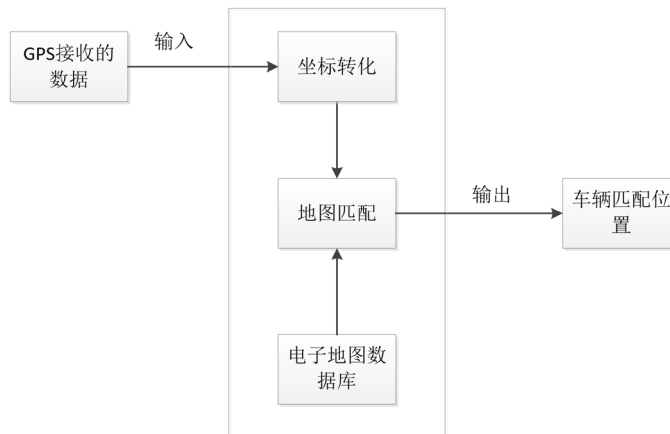 GPS接收的
数据
输入
坐标转化
地图匹配
输出
车辆匹配位
置
电子地图数
据库